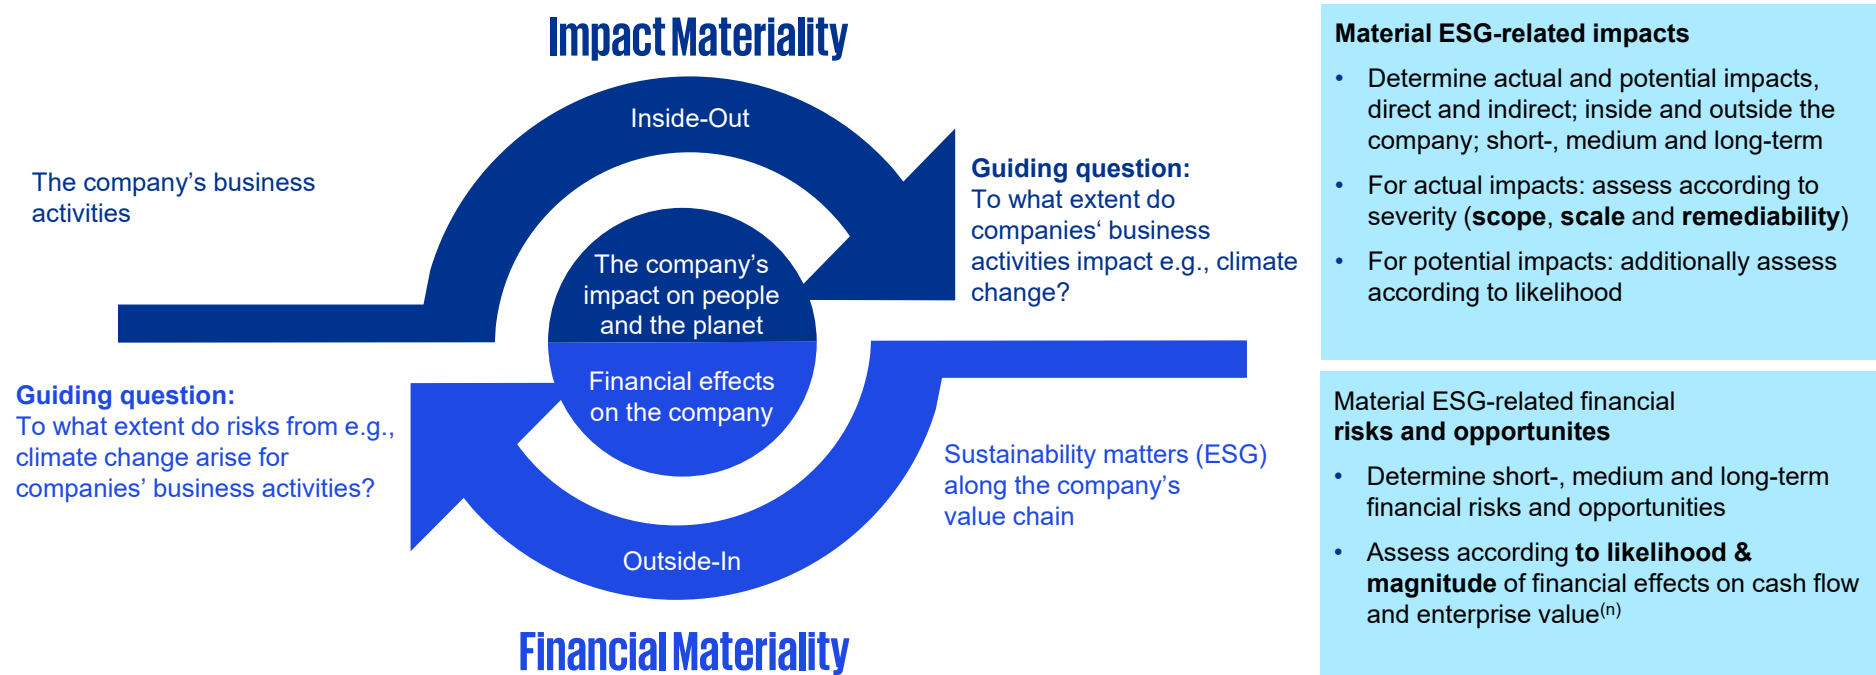 Impact Materiality
Inside-Out
The company’s business
activities
Guiding question:
To what extent do
companies‘ business
activities impact e.g., climate
change?
The company’s
impact on people
and the planet
Financial effects
on the company
Guiding question:
To what extent do risks from e.g.,
climate change arise for
companies’ business activities?
Sustainability matters (ESG)
along the company’s
value chain
Outside-In
Financial Materiality
Material ESG-related impacts
• Determine actual and potential impacts,
direct and indirect; inside and outside the
company; short-, medium and long-term
• For actual impacts: assess according to
severity (scope, scale and remediability)
• For potential impacts: additionally assess
according to likelihood
Material ESG-related financial
risks and opportunites
• Determine short-, medium and long-term
financial risks and opportunities
• Assess according to likelihood &
magnitude of financial effects on cash flow
and enterprise value(n)